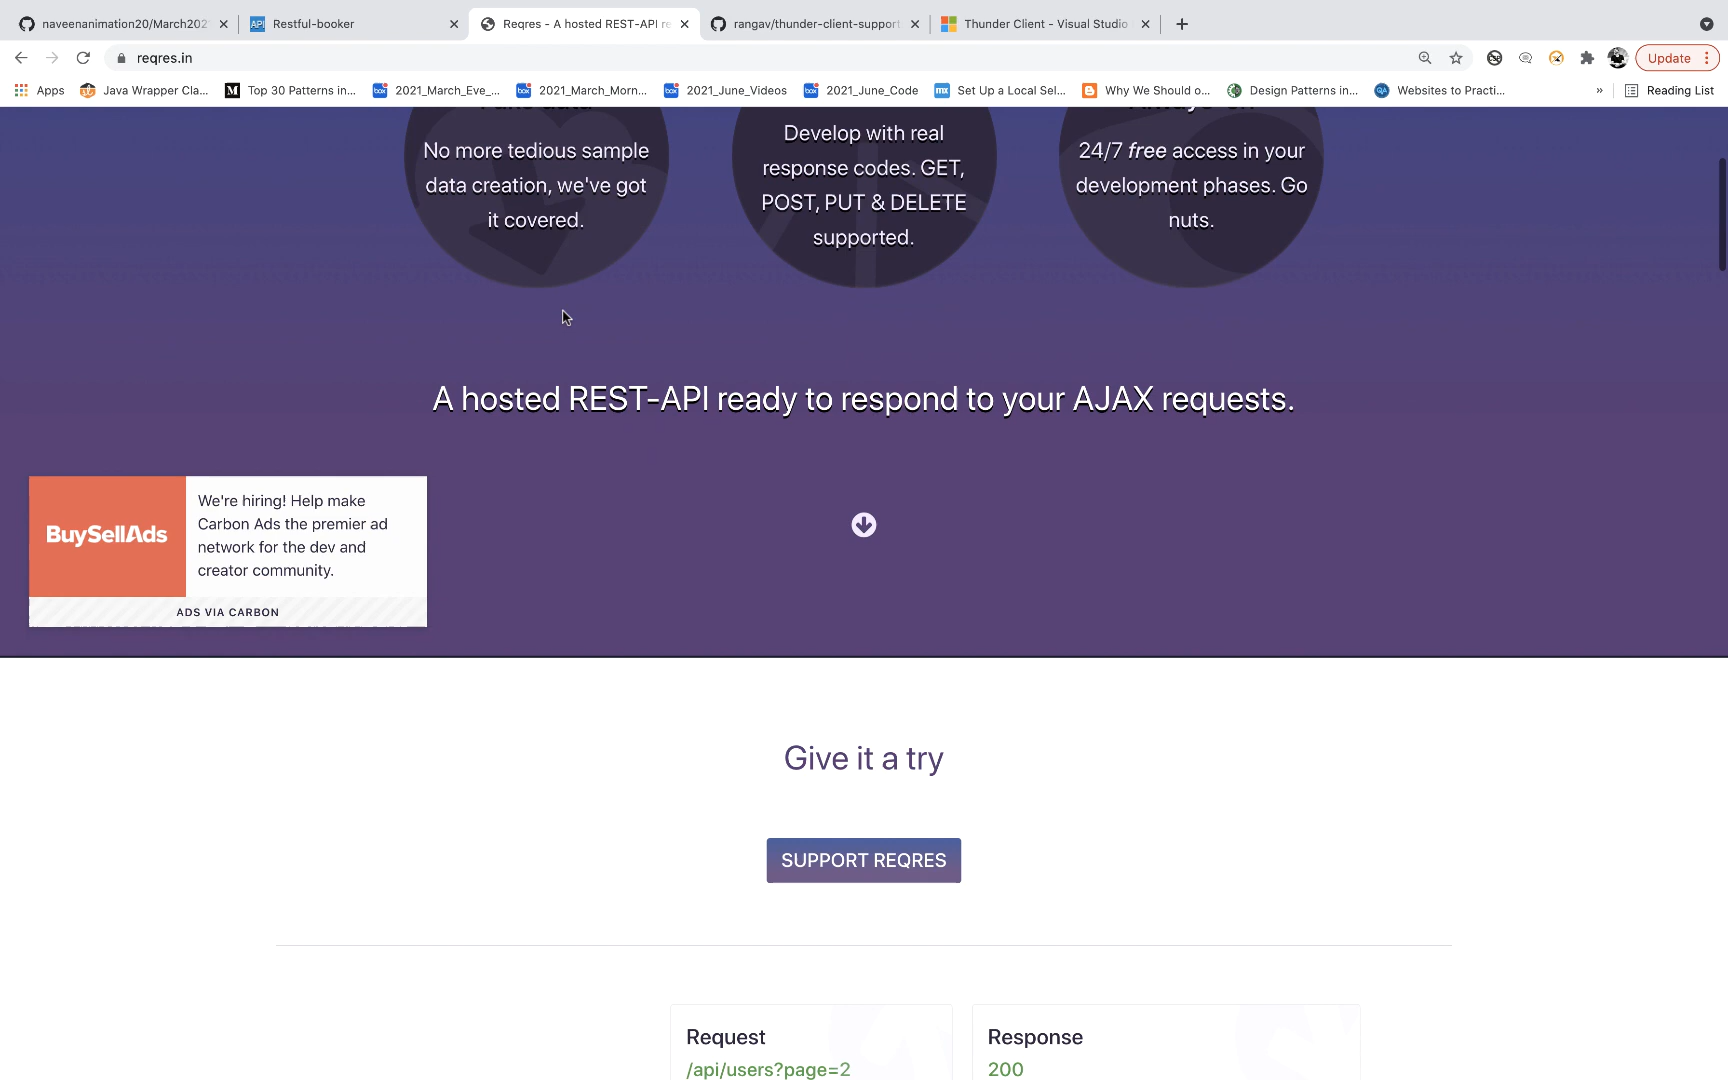 naveenanimation20/March202
Restful-booker
Reqres - A hosted REST-API re
rangav/thunder-client-support
Thunder Client - Visual Studio
reqres.in
Update
Apps
Java Wrapper Cla...
Top 30 Patterns in...
2021_March_Eve_...
2021_March_Morn...
2021_June_Videos
2021_June_Code
Set Up a Local Sel...
Why We Should o...
Design Patterns in...
Websites to Practi...
»
Reading List
No more tedious sample
data creation, we've got
it covered.
Develop with real
response codes. GET,
POST, PUT & DELETE
supported.
24/7 free access in your
development phases. Go
nuts.
A hosted REST-API ready to respond to your AJAX requests.
BuySellAds
We're hiring! Help make
Carbon Ads the premier ad
network for the dev and
creator community.
ADS VIA CARBON
Give it a try
SUPPORT REQRES
Request
/api/users?page=2
Response
200